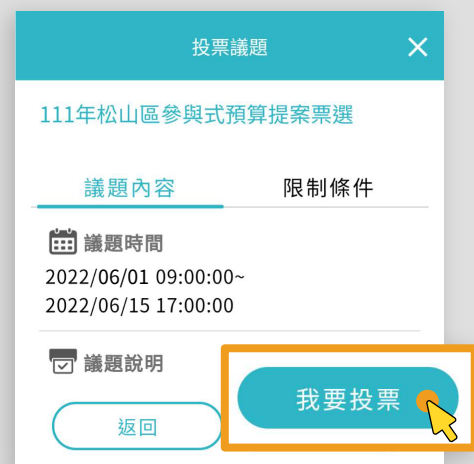 投票議題
111年松山區參與式預算提案票選
議題內容 限制條件
議題時間
2022/06/01 09:00:00~
2022/06/15 17:00:00
議題說明
返回 我要投票